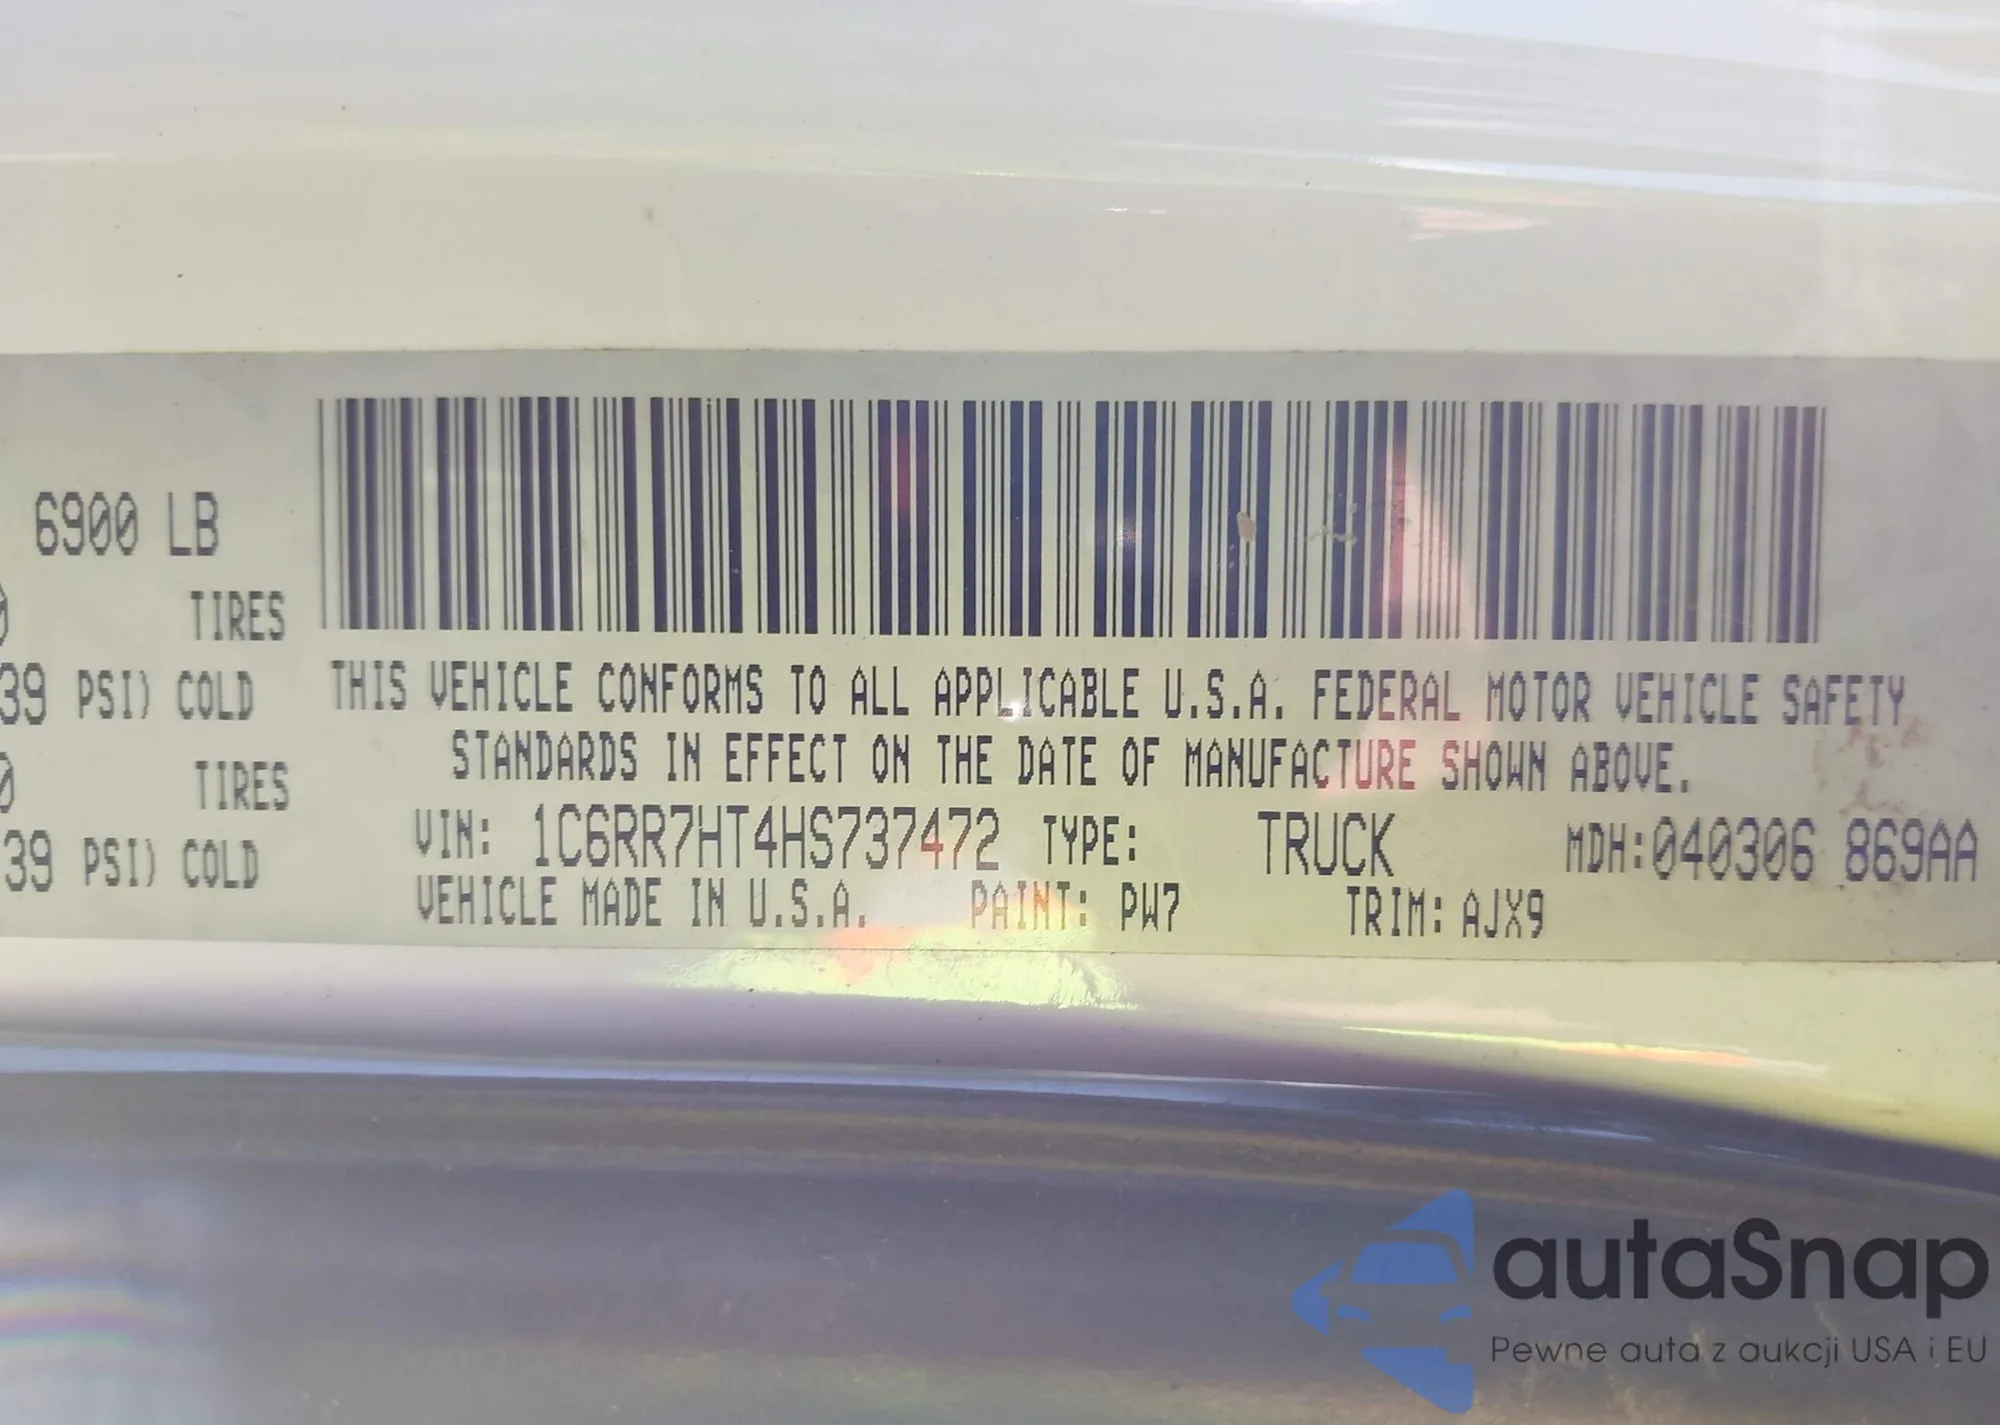 6900 LB
TIRES
39 PSI) COLD
TIRES
39 PSI) COLD
THIS VEHICLE CONFORMS TO ALL APPLICABLE U.S.A. FEDERAL MOTOR VEHICLE SAFETY
STANDARDS IN EFFECT ON THE DATE OF MANUFACTURE SHOWN ABOVE.
VIN: 1C6RR7HT4HS737472 TYPE: TRUCK MDH:040306 869AA
VEHICLE MADE IN U.S.A. PAINT: PW7 TRIM: AJX9
autaSnap
Pewne auta z aukcji USA i EU